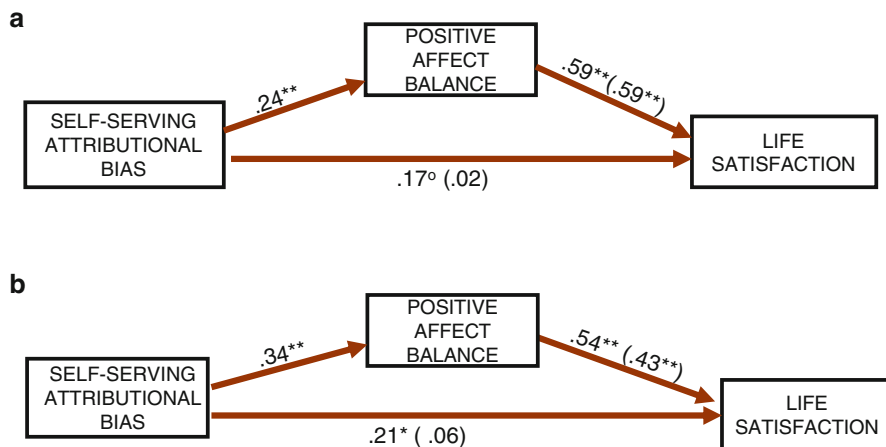 a
POSITIVE
AFFECT
BALANCE
.24**
.59**(.59**)
SELF-SERVING
ATTRIBUTIONAL
BIAS
LIFE
SATISFACTION
.17º (.02)
b
POSITIVE
AFFECT
BALANCE
.34**
.54** (.43**)
SELF-SERVING
ATTRIBUTIONAL
BIAS
LIFE
SATISFACTION
.21* ( .06)